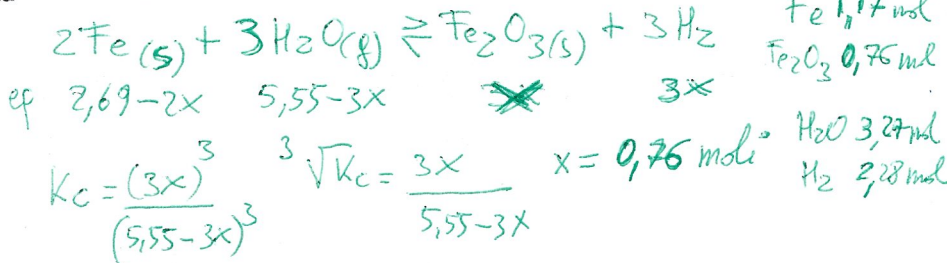 Fe 1,17 mol
2Fe(s) + 3H2O(g) ⇄ Fe2O3(s) + 3H2
Fe2O3 0,76 mol
eq 2,69-2x 5,55-3x 3x
H2O 3,27 mol
Kc = (3x)³ / (5,55-3x)³ ³√Kc = 3x / 5,55-3x x = 0,76 moli
H2 2,28 mol